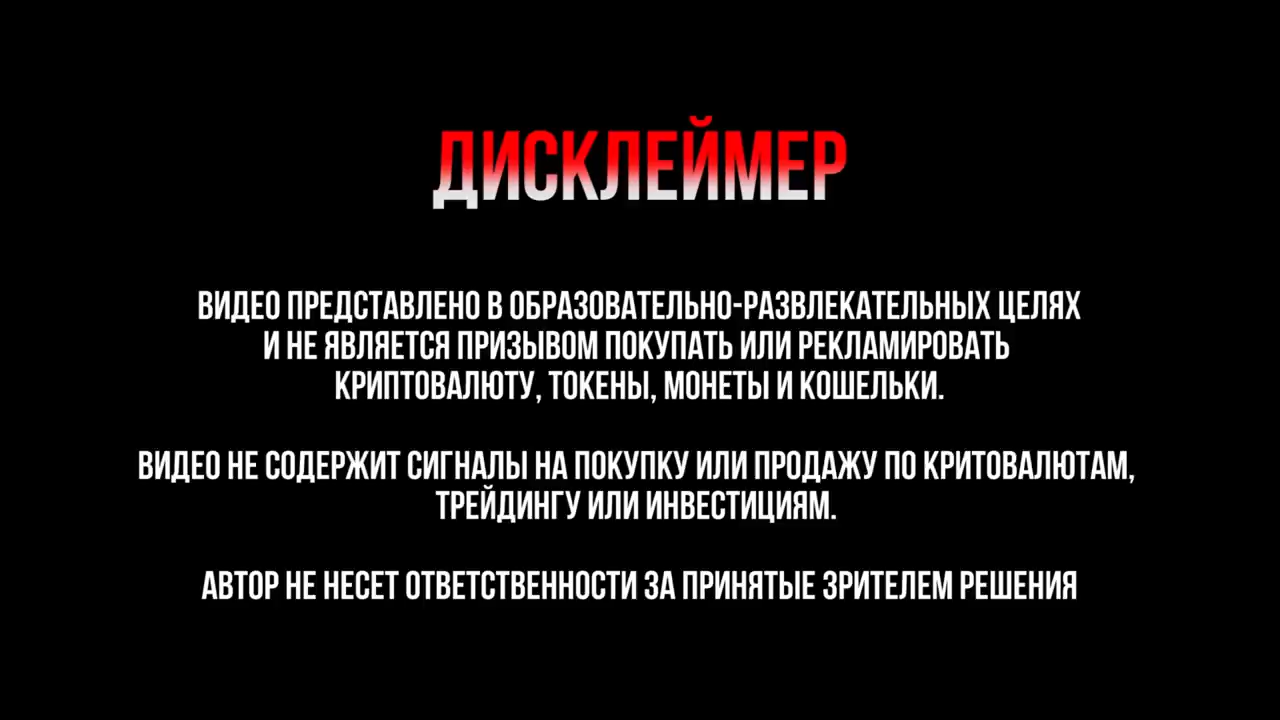 ДИСКЛЕЙМЕР
ВИДЕО ПРЕДСТАВЛЕНО В ОБРАЗОВАТЕЛЬНО-РАЗВЛЕКАТЕЛЬНЫХ ЦЕЛЯХ
И НЕ ЯВЛЯЕТСЯ ПРИЗЫВОМ ПОКУПАТЬ ИЛИ РЕКЛАМИРОВАТЬ
КРИПТОВАЛЮТУ, ТОКЕНЫ, МОНЕТЫ И КОШЕЛЬКИ.
ВИДЕО НЕ СОДЕРЖИТ СИГНАЛЫ НА ПОКУПКУ ИЛИ ПРОДАЖУ ПО КРИТОВАЛЮТАМ,
ТРЕЙДИНГУ ИЛИ ИНВЕСТИЦИЯМ.
АВТОР НЕ НЕСЕТ ОТВЕТСТВЕННОСТИ ЗА ПРИНЯТЫЕ ЗРИТЕЛЕМ РЕШЕНИЯ